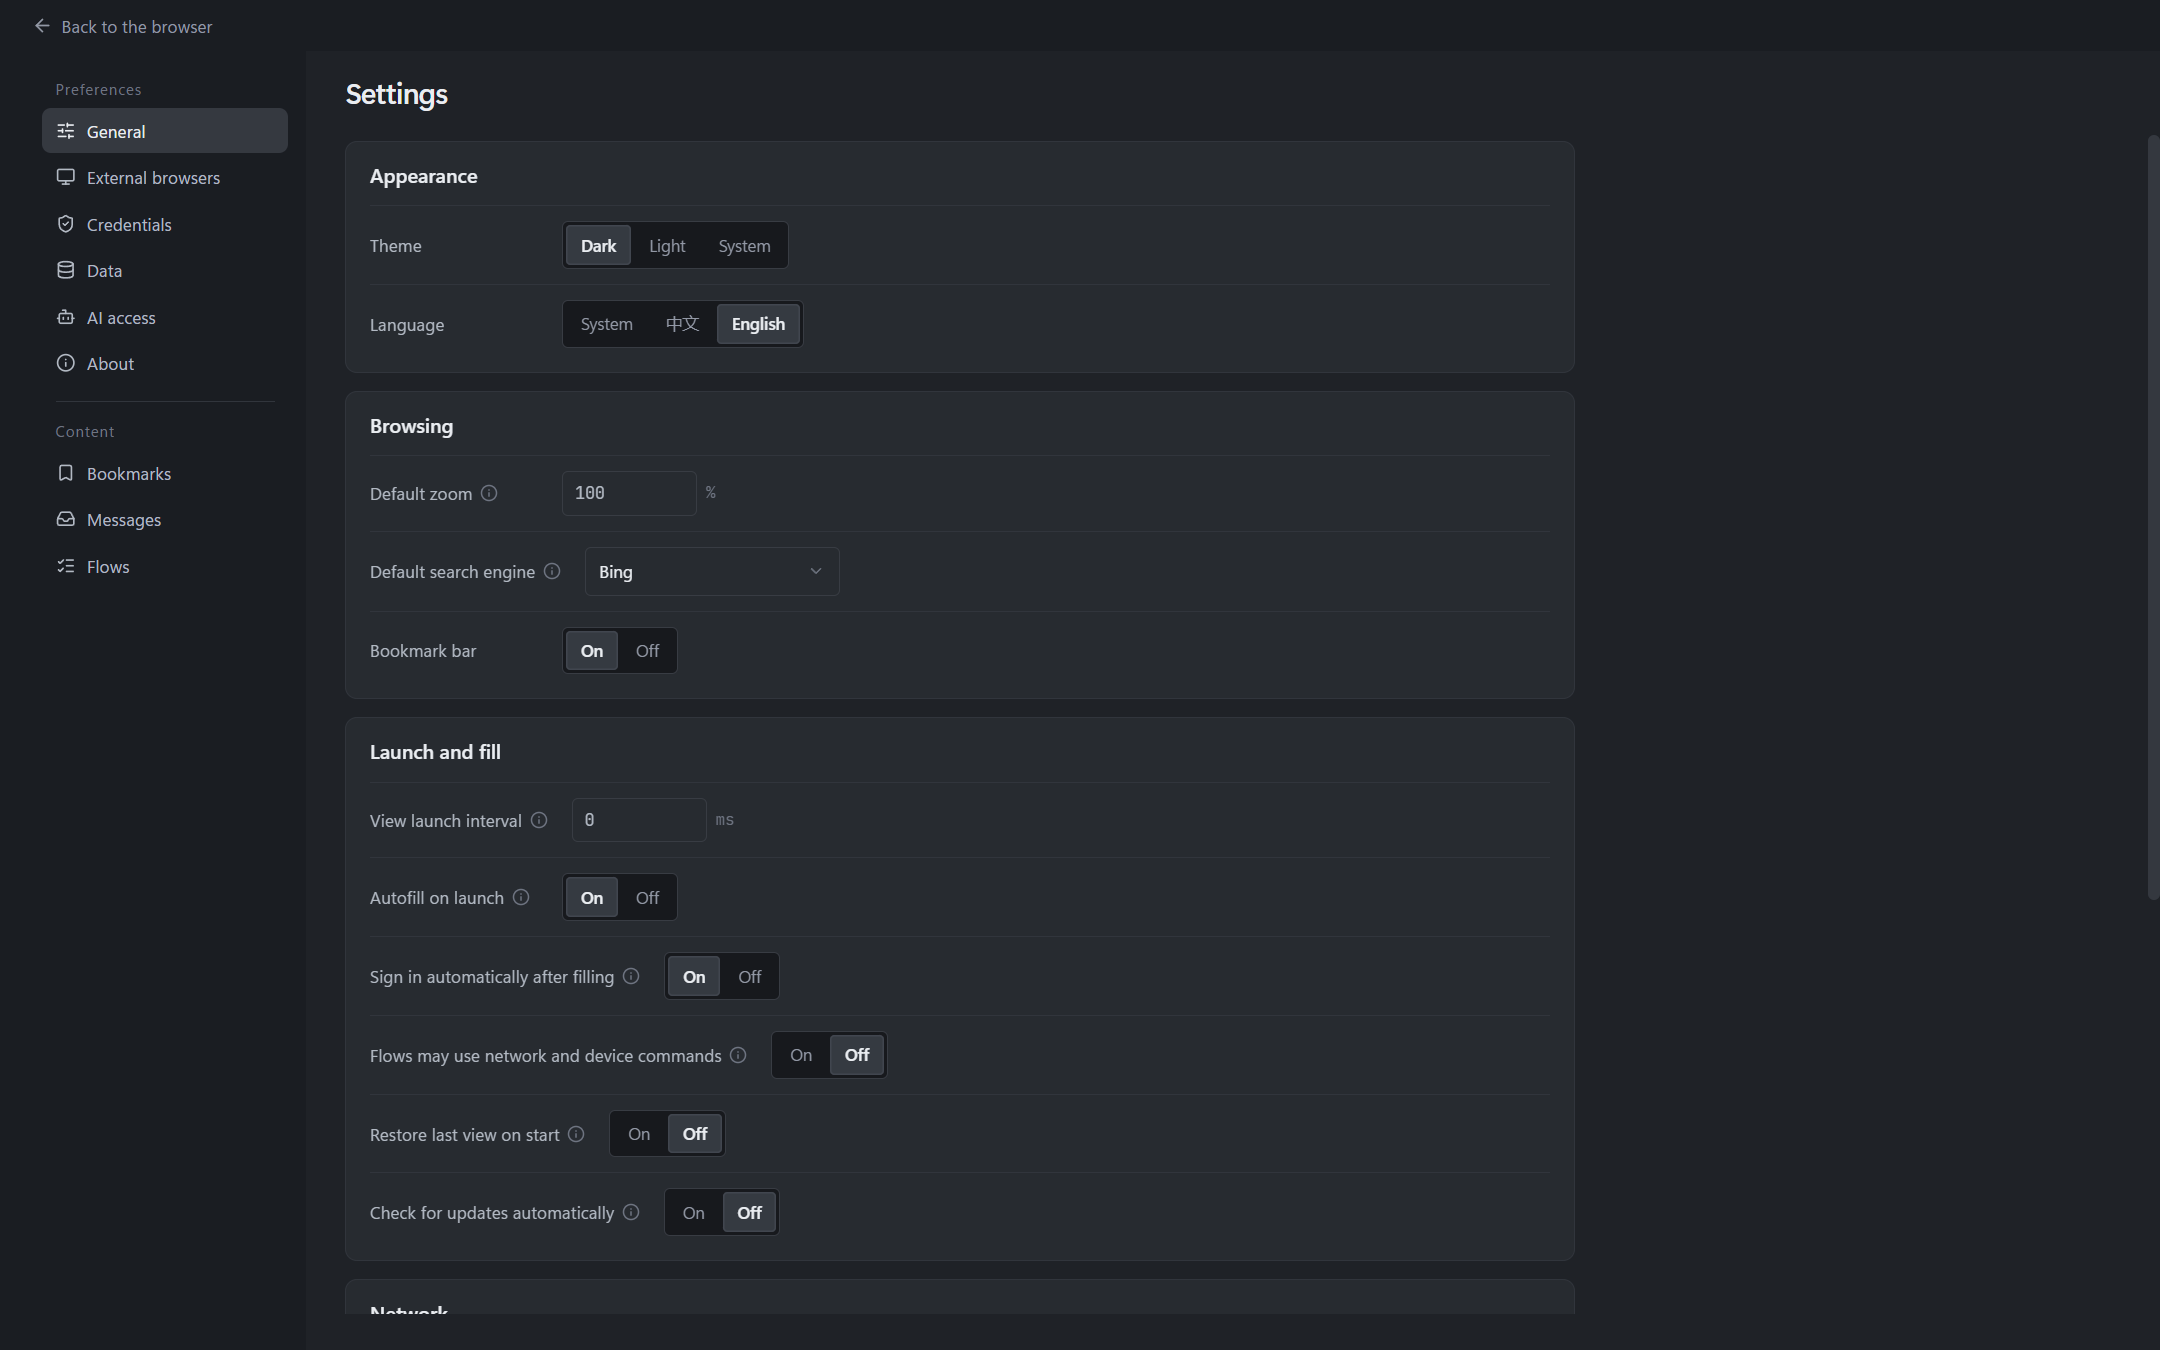 Back to the browser
Preferences
General
External browsers
Credentials
Data
AI access
About
Content
Bookmarks
Messages
Flows
Settings
Appearance
Theme Dark Light System
Language System 中文 English
Browsing
Default zoom 100 %
Default search engine Bing
Bookmark bar On Off
Launch and fill
View launch interval 0 ms
Autofill on launch On Off
Sign in automatically after filling On Off
Flows may use network and device commands On Off
Restore last view on start On Off
Check for updates automatically On Off
Network